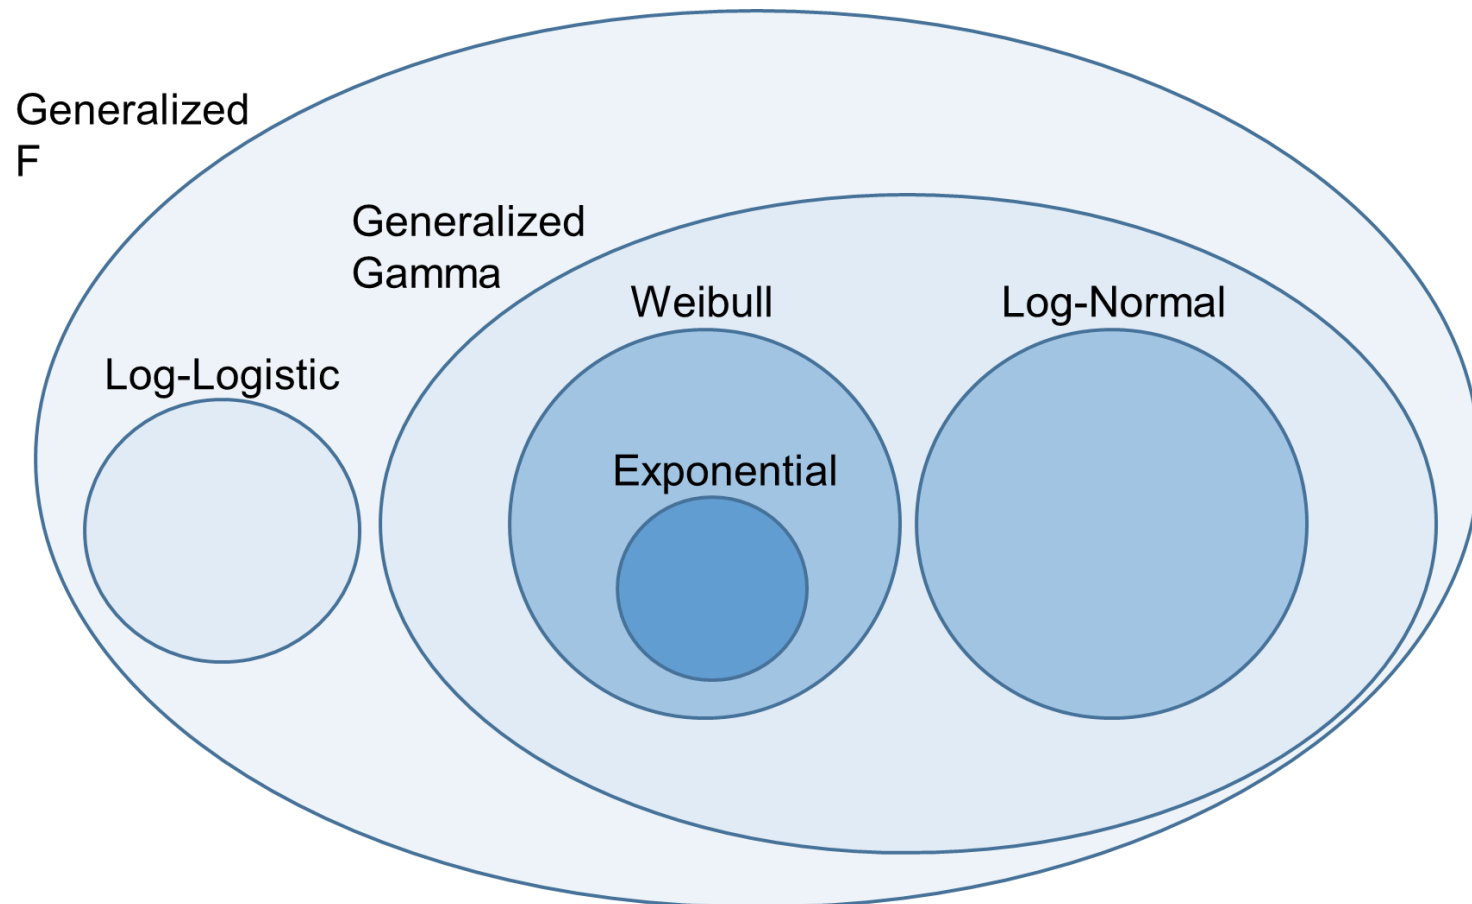 Generalized
F
Generalized
Gamma
Weibull
Log-Normal
Log-Logistic
Exponential